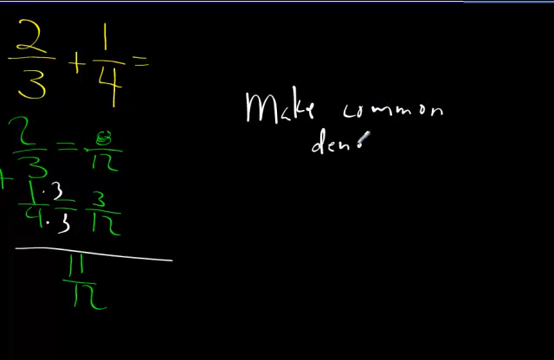 2/3 + 1/4 =
2/3 = 8/12
+ 1/4 · 3/3 3/12
11/12
Make common
den